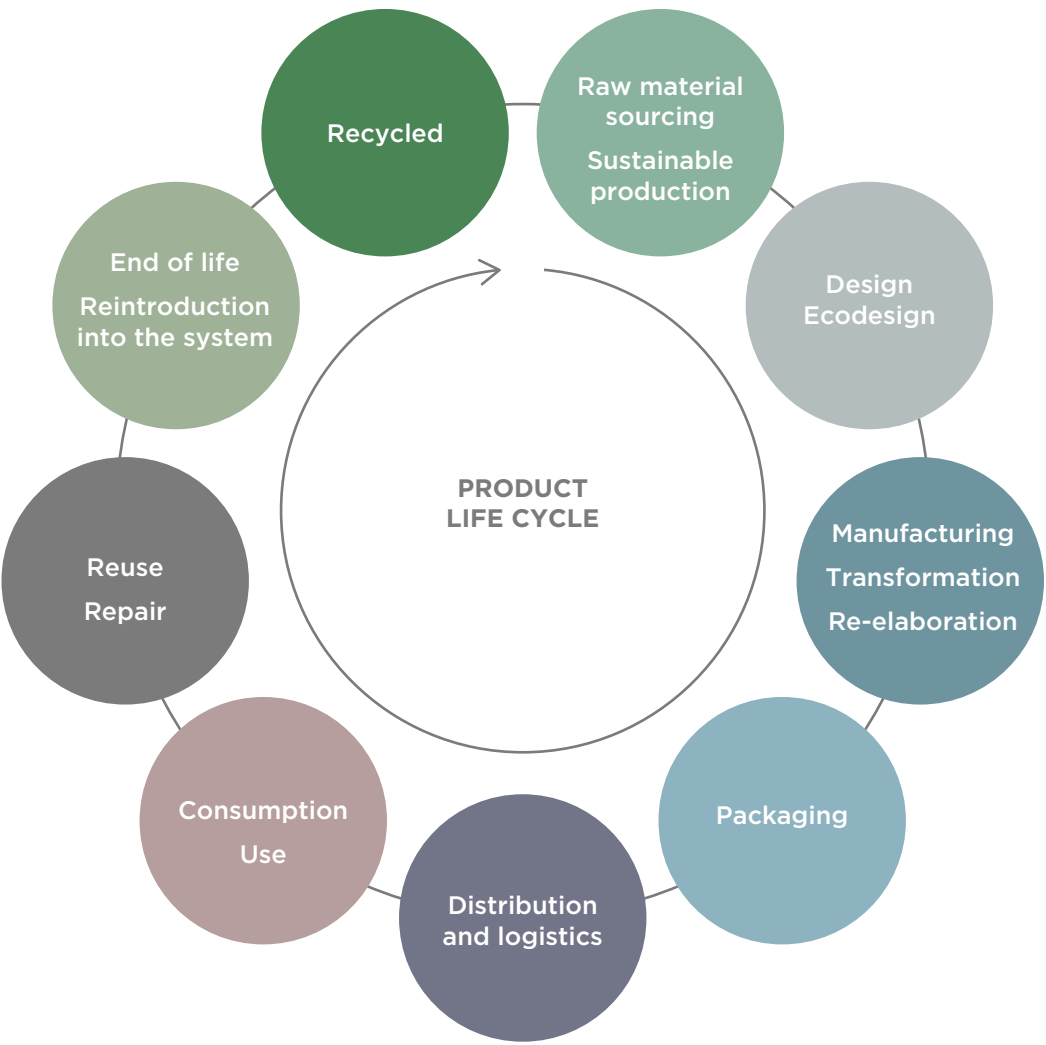 Recycled
Raw material
sourcing
Sustainable
production
Design
Ecodesign
Manufacturing
Transformation
Re-elaboration
Packaging
Distribution
and logistics
Consumption
Use
Reuse
Repair
End of life
Reintroduction
into the system
PRODUCT
LIFE CYCLE